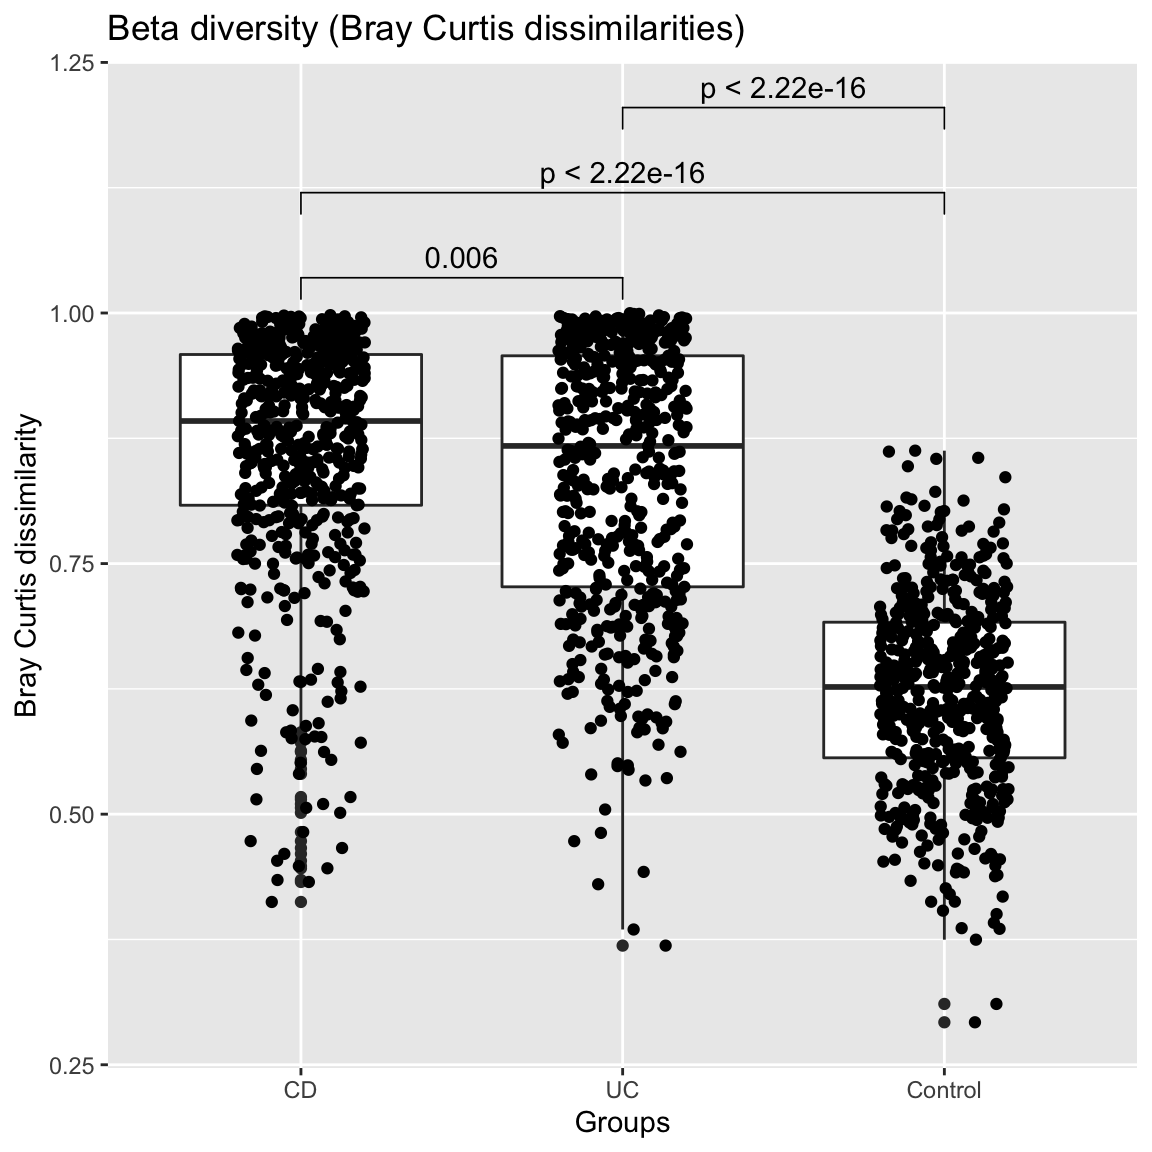 Beta diversity (Bray Curtis dissimilarities)
1.25
p < 2.22e-16
p < 2.22e-16
0.006
1.00
0.75
0.50
0.25
Bray Curtis dissimilarity
CD
UC
Control
Groups